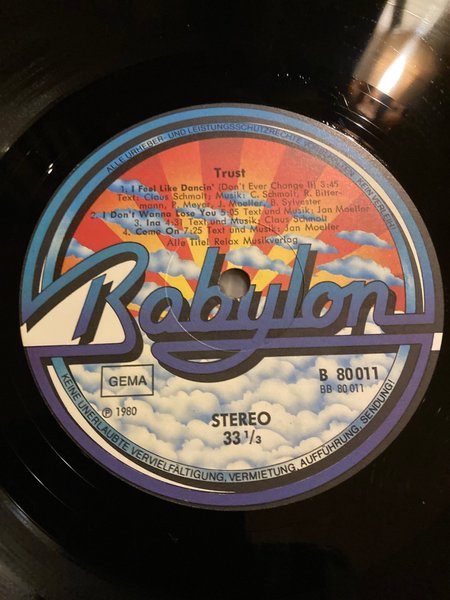 ALLE URHEBER- UND LEISTUNGSSCHUTZRECHTE VORBEHALTEN. KEIN VERLEIH!
Trust
1. I Feel Like Dancin' (Don't Ever Change It) 3:45
Text: Claus Schmolt; Musik: C. Schmolt, R. Bitter-
mann, R. Meyer, J. Moeller, B. Sylvester
2. I Don't Wanna Lose You 5:05 Text und Musik: Jan Moeller
3. Ina 4:31 Text und Musik: Claus Schmolt
4. Come On 7:25 Text und Musik: Jan Moeller
Alle Titel: Relax Musikverlag
Babylon
GEMA
B 80011
BB 80 011
℗ 1980
STEREO
33 1/3
KEINE UNERLAUBTE VERVIELFÄLTIGUNG, VERMIETUNG, AUFFÜHRUNG, SENDUNG!